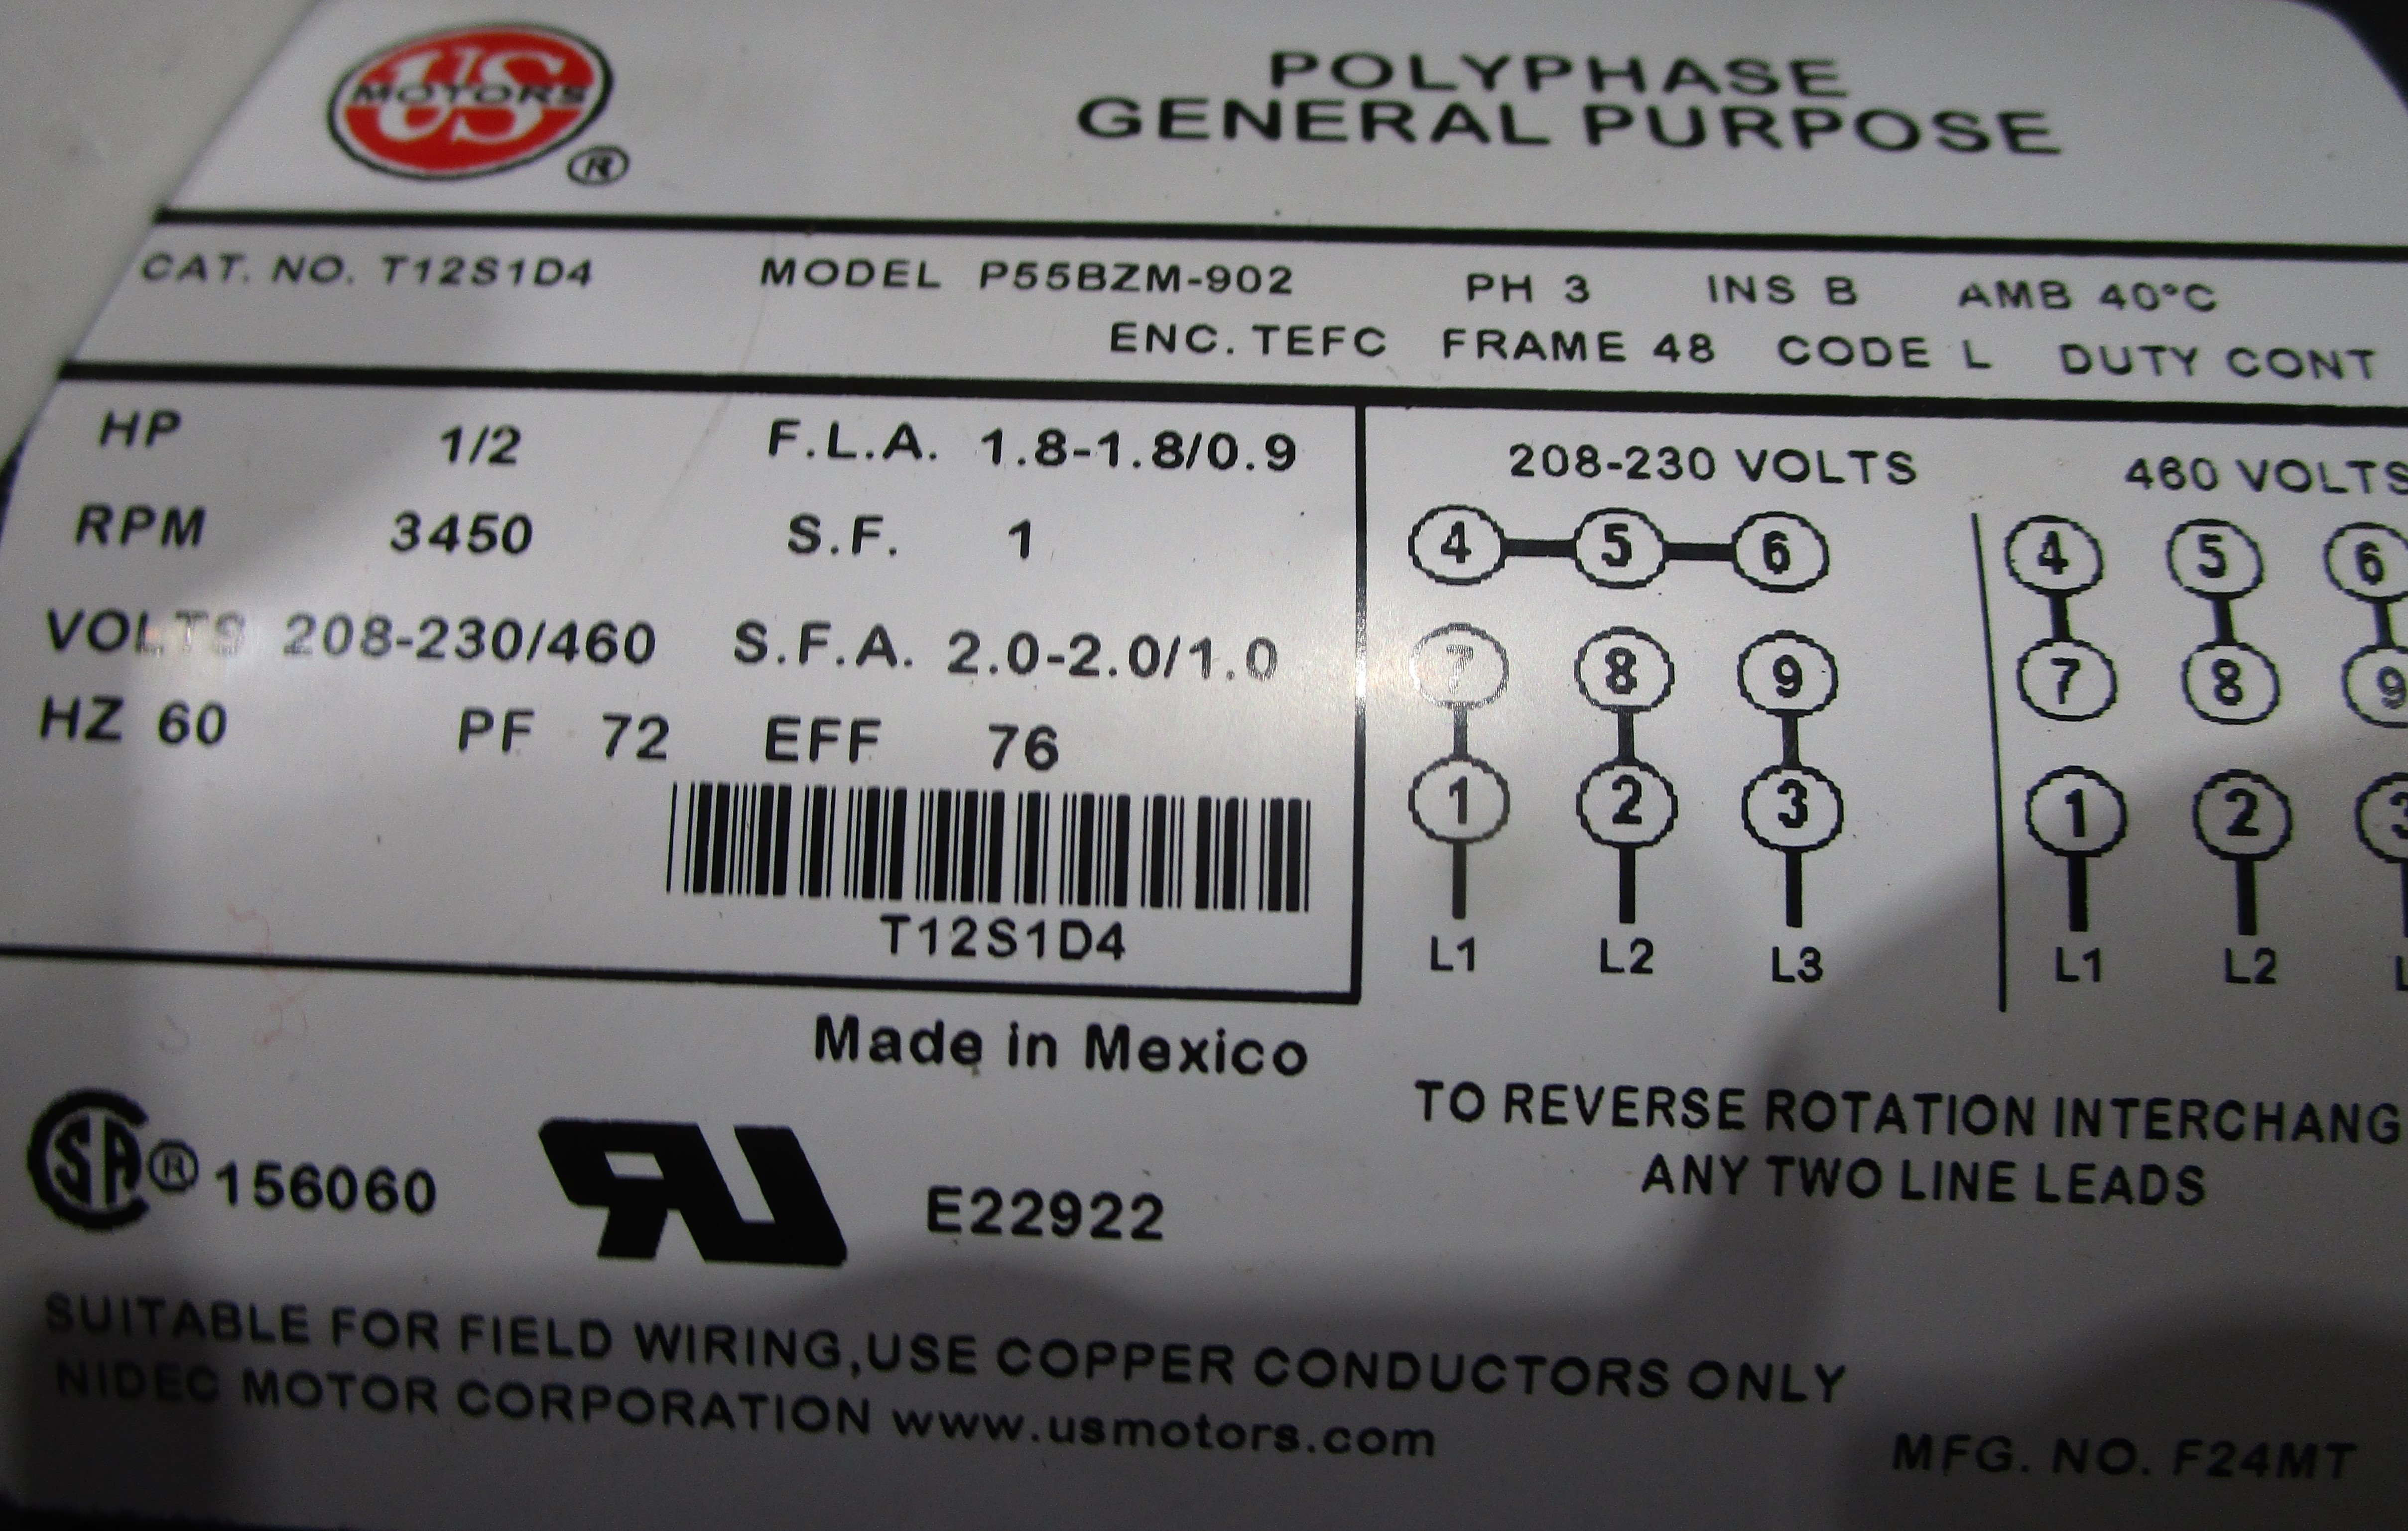 US
MOTORS
®
POLYPHASE
GENERAL PURPOSE
CAT. NO. T12S1D4 MODEL P55BZM-902 PH 3 INS B AMB 40°C
ENC. TEFC FRAME 48 CODE L DUTY CONT
HP 1/2 F.L.A. 1.8-1.8/0.9
RPM 3450 S.F. 1
VOLTS 208-230/460 S.F.A. 2.0-2.0/1.0
HZ 60 PF 72 EFF 76
T12S1D4
208-230 VOLTS
4 5 6
7 8 9
1 2 3
L1 L2 L3
460 VOLTS
4 5 6
7 8 9
1 2 3
L1 L2 L
Made in Mexico
TO REVERSE ROTATION INTERCHANG
ANY TWO LINE LEADS
SA® 156060 RU E22922
SUITABLE FOR FIELD WIRING,USE COPPER CONDUCTORS ONLY
NIDEC MOTOR CORPORATION www.usmotors.com
MFG. NO. F24MT